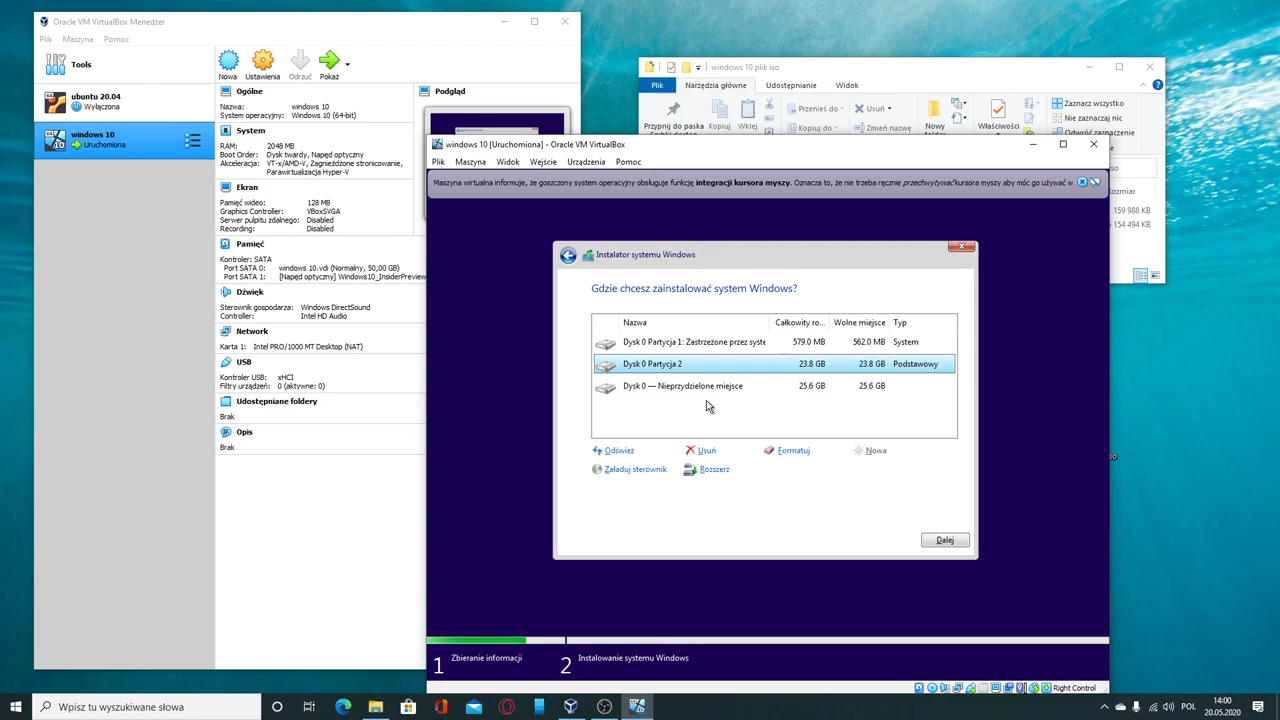 Oracle VM VirtualBox Menedżer
Plik Maszyna Pomoc
Tools
ubuntu 20.04
Wyłączona
windows 10
Uruchomiona
Nowa Ustawienia Odrzuć Pokaż
Ogólne
Nazwa: windows 10
System operacyjny: Windows 10 (64-bit)
System
RAM: 2048 MB
Boot Order: Dysk twardy, Napęd optyczny
Akceleracja: VT-x/AMD-V, Zagnieżdżone stronicowanie,
Parawirtualizacja Hyper-V
Ekran
Pamięć wideo: 128 MB
Graphics Controller: VBoxSVGA
Serwer pulpitu zdalnego: Disabled
Recording: Disabled
Pamięć
Kontroler: SATA
Port SATA 0: windows 10.vdi (Normalny, 50,00 GB)
Port SATA 1: [Napęd optyczny] Windows10_InsiderPreview
Dźwięk
Sterownik gospodarza: Windows DirectSound
Controller: Intel HD Audio
Network
Karta 1: Intel PRO/1000 MT Desktop (NAT)
USB
Kontroler USB: xHCI
Filtry urządzeń: 0 (aktywne: 0)
Udostępniane foldery
Brak
Opis
Brak
Podgląd
windows 10 plik iso
Plik Narzędzia główne Udostępnianie Widok
Przypnij do paska
Kopiuj
Wklej
Przenieś do
Kopiuj do
Usuń
Zmień nazwę
Nowy
Właściwości
Zaznacz wszystko
Nie zaznaczaj nic
Odwróć zaznaczenie
iso
Rozmiar
159 988 KB
154 494 KB
windows 10 [Uruchomiona] - Oracle VM VirtualBox
Plik Maszyna Widok Wejście Urządzenia Pomoc
Maszyna wirtualna informuje, że goszczony system operacyjny obsługuje funkcję integracji kursora myszy. Oznacza to, że nie trzeba ręcznie przechwytywać kursora myszy aby móc go używać w
Instalator systemu Windows
Gdzie chcesz zainstalować system Windows?
Nazwa Całkowity ro... Wolne miejsce Typ
Dysk 0 Partycja 1: Zastrzeżone przez syste 579.0 MB 562.0 MB System
Dysk 0 Partycja 2 23.8 GB 23.8 GB Podstawowy
Dysk 0 — Nieprzydzielone miejsce 25.6 GB 25.6 GB
Odśwież Usuń Formatuj Nowa
Załaduj sterownik Rozszerz
Dalej
1 Zbieranie informacji 2 Instalowanie systemu Windows
Right Control
Wpisz tu wyszukiwane słowa
POL
14:00
20.05.2020